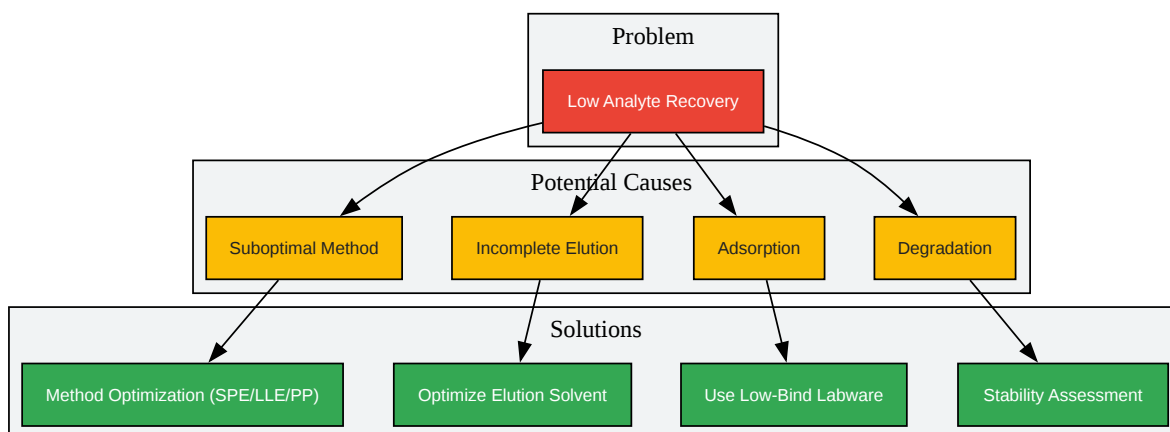 Problem
Low Analyte Recovery
Potential Causes
Suboptimal Method
Incomplete Elution
Adsorption
Degradation
Solutions
Method Optimization (SPE/LLE/PP)
Optimize Elution Solvent
Use Low-Bind Labware
Stability Assessment